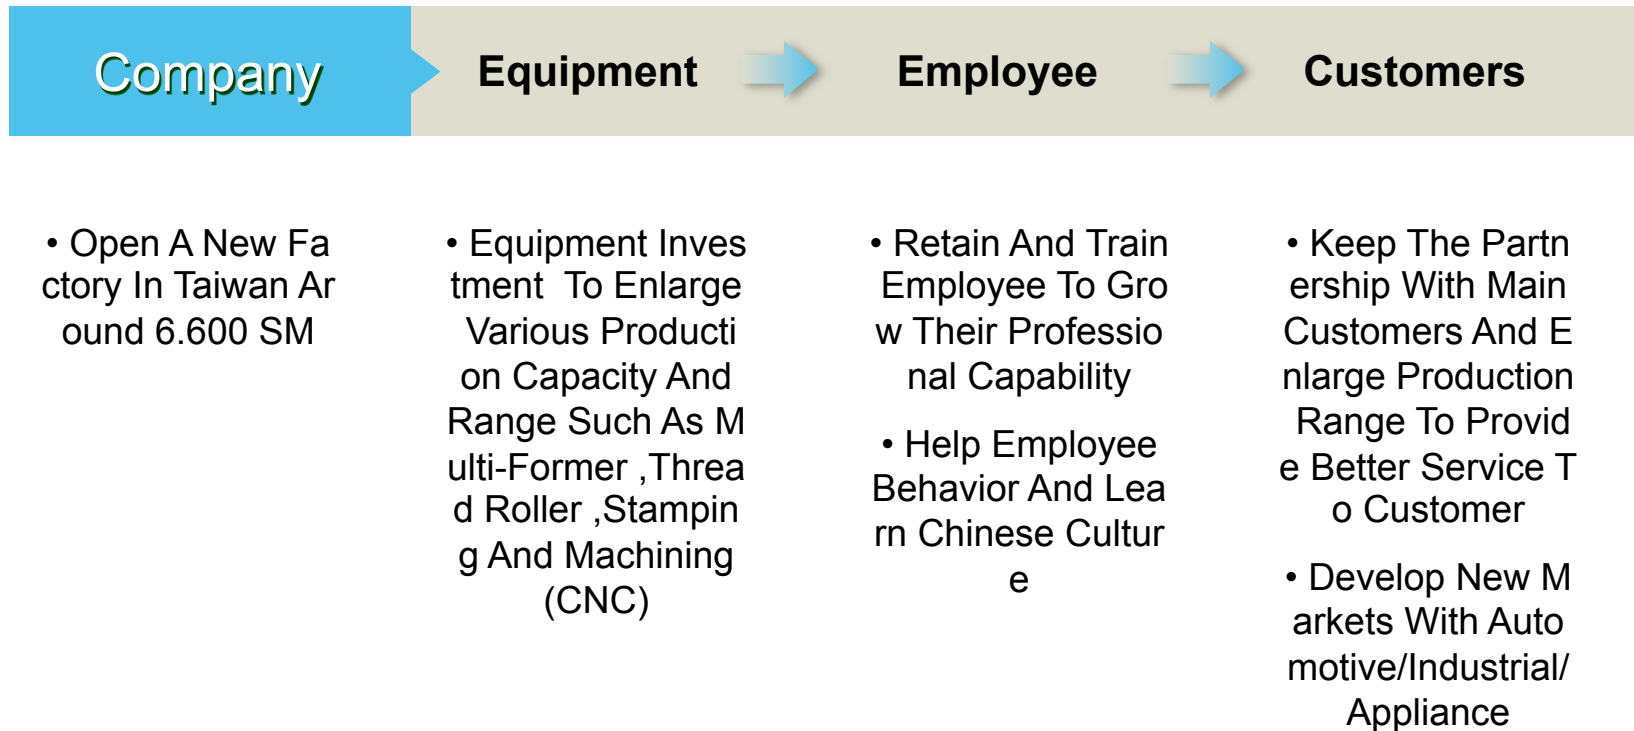 Company
Equipment
Employee
Customers
• Open A New Fa
ctory In Taiwan Ar
ound 6.600 SM
• Equipment Inves
tment  To Enlarge
Various Producti
on Capacity And
Range Such As M
ulti-Former ,Threa
d Roller ,Stampin
g And Machining
(CNC)
• Retain And Train
Employee To Gro
w Their Professio
nal Capability
• Help Employee
Behavior And Lea
rn Chinese Cultur
e
• Keep The Partn
ership With Main
Customers And E
nlarge Production
Range To Provid
e Better Service T
o Customer
• Develop New M
arkets With Auto
motive/Industrial/
Appliance